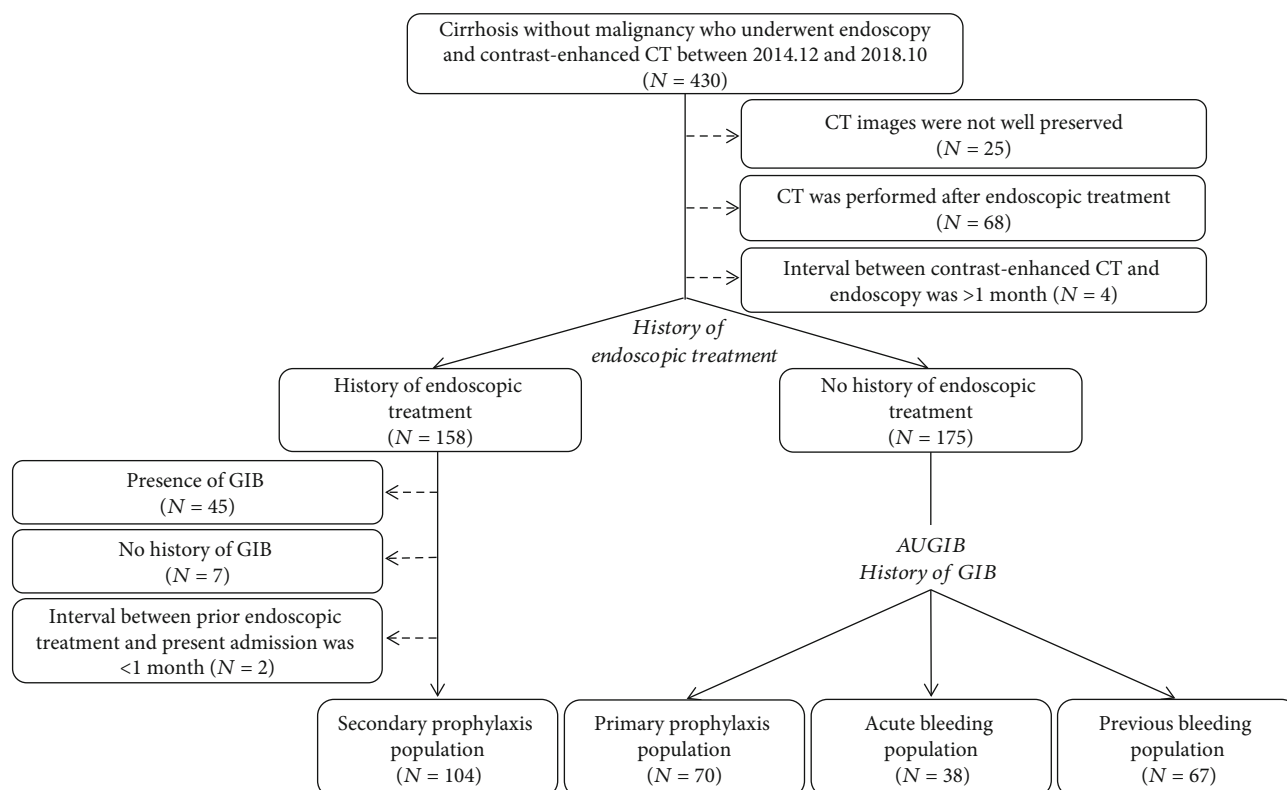 Cirrhosis without malignancy who underwent endoscopy
and contrast-enhanced CT between 2014.12 and 2018.10
(N = 430)
CT images were not well preserved
(N = 25)
CT was performed after endoscopic treatment
(N = 68)
Interval between contrast-enhanced CT and
endoscopy was >1 month (N = 4)
History of
endoscopic treatment
History of endoscopic
treatment
(N = 158)
No history of endoscopic
treatment
(N = 175)
Presence of GIB
(N = 45)
No history of GIB
(N = 7)
Interval between prior endoscopic
treatment and present admission was
<1 month (N = 2)
AUGIB
History of GIB
Secondary prophylaxis
population
(N = 104)
Primary prophylaxis
population
(N = 70)
Acute bleeding
population
(N = 38)
Previous bleeding
population
(N = 67)